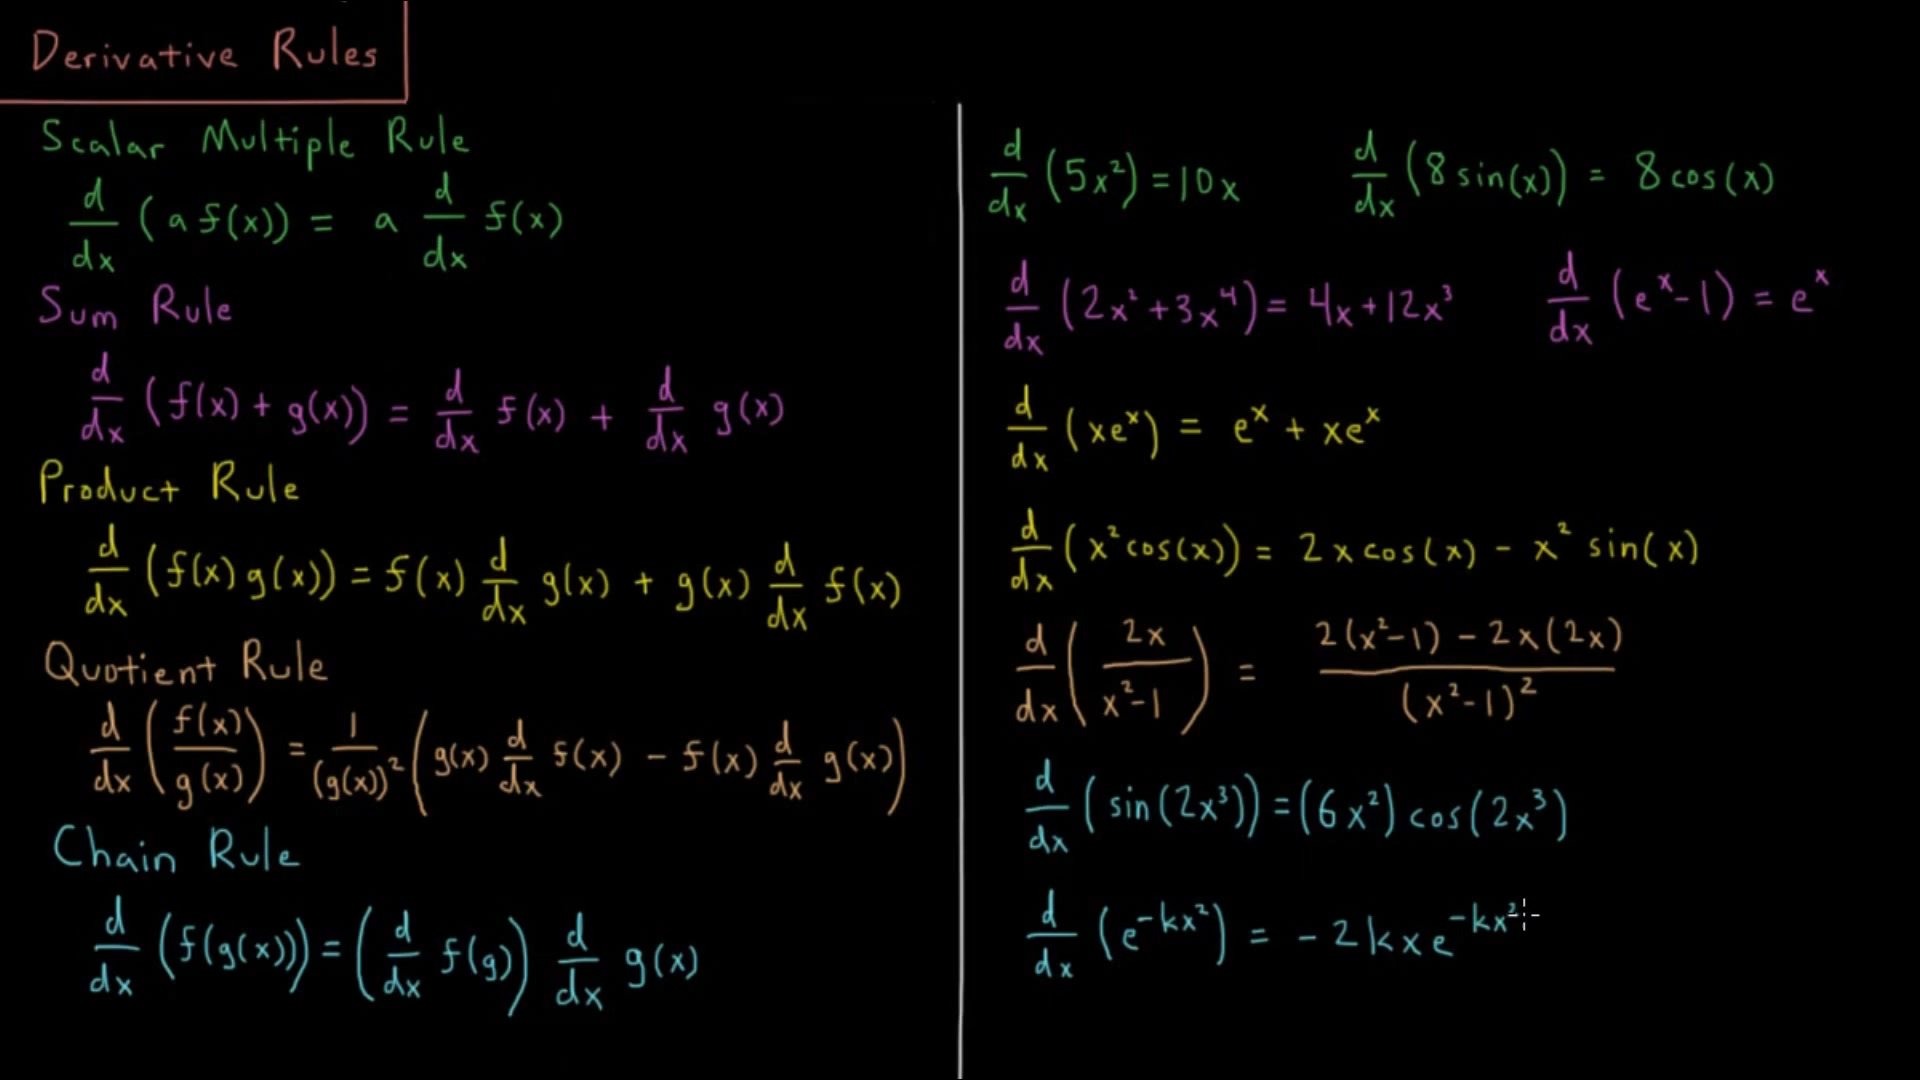 Derivative Rules
Scalar Multiple Rule
d/dx (a f(x)) = a d/dx f(x)
Sum Rule
d/dx (f(x) + g(x)) = d/dx f(x) + d/dx g(x)
Product Rule
d/dx (f(x) g(x)) = f(x) d/dx g(x) + g(x) d/dx f(x)
Quotient Rule
d/dx (f(x)/g(x)) = 1/(g(x))² (g(x) d/dx f(x) - f(x) d/dx g(x))
Chain Rule
d/dx (f(g(x))) = (d/dx f(g)) d/dx g(x)
d/dx (5x²) = 10x d/dx (8 sin(x)) = 8 cos(x)
d/dx (2x² + 3x⁴) = 4x + 12x³ d/dx (eˣ - 1) = eˣ
d/dx (xeˣ) = eˣ + xeˣ
d/dx (x² cos(x)) = 2x cos(x) - x² sin(x)
d/dx (2x/(x²-1)) = (2(x²-1) - 2x(2x))/(x²-1)²
d/dx (sin(2x³)) = (6x²) cos(2x³)
d/dx (e^(-kx²)) = -2kxe^(-kx²)